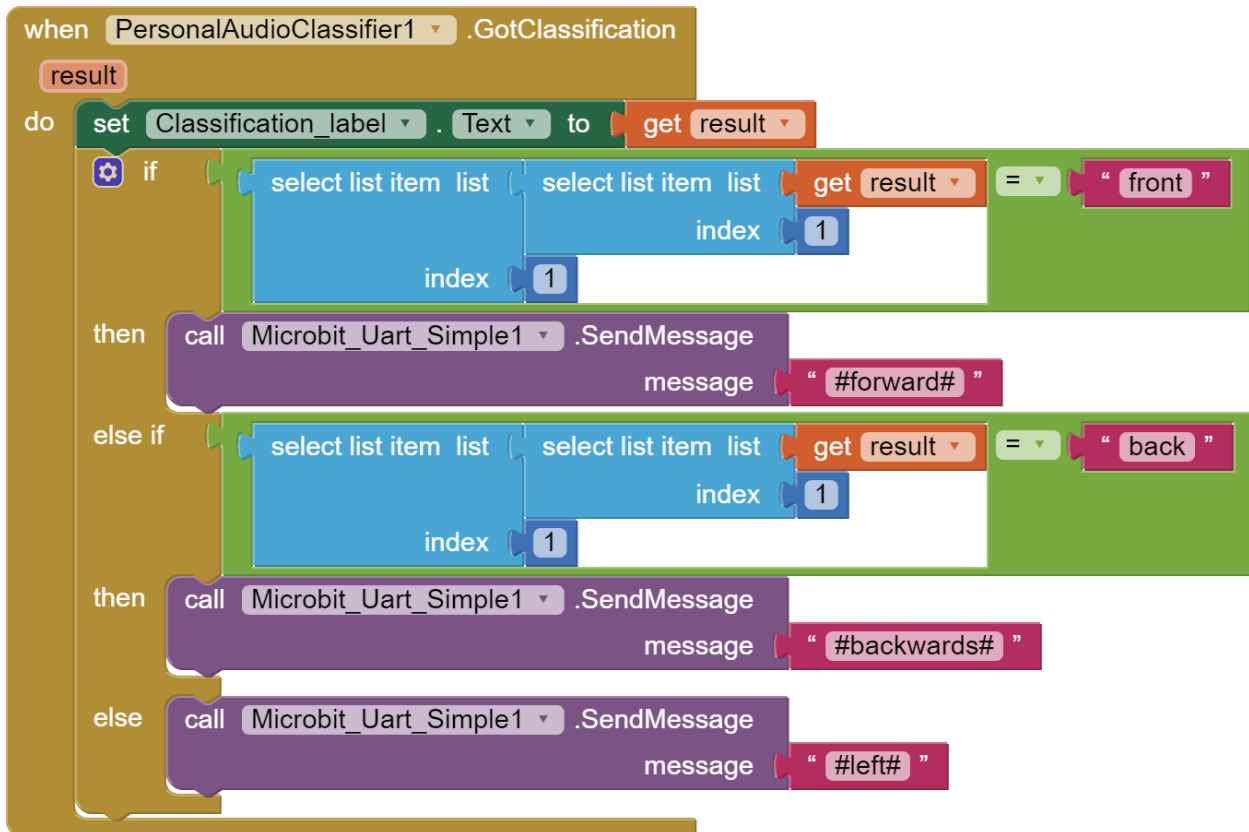 when PersonalAudioClassifier1 .GotClassification
result
do set Classification_label . Text to get result
if select list item list select list item list get result = " front "
index 1
index 1
then call Microbit_Uart_Simple1 .SendMessage
message " #forward# "
else if select list item list select list item list get result = " back "
index 1
index 1
then call Microbit_Uart_Simple1 .SendMessage
message " #backwards# "
else call Microbit_Uart_Simple1 .SendMessage
message " #left# "